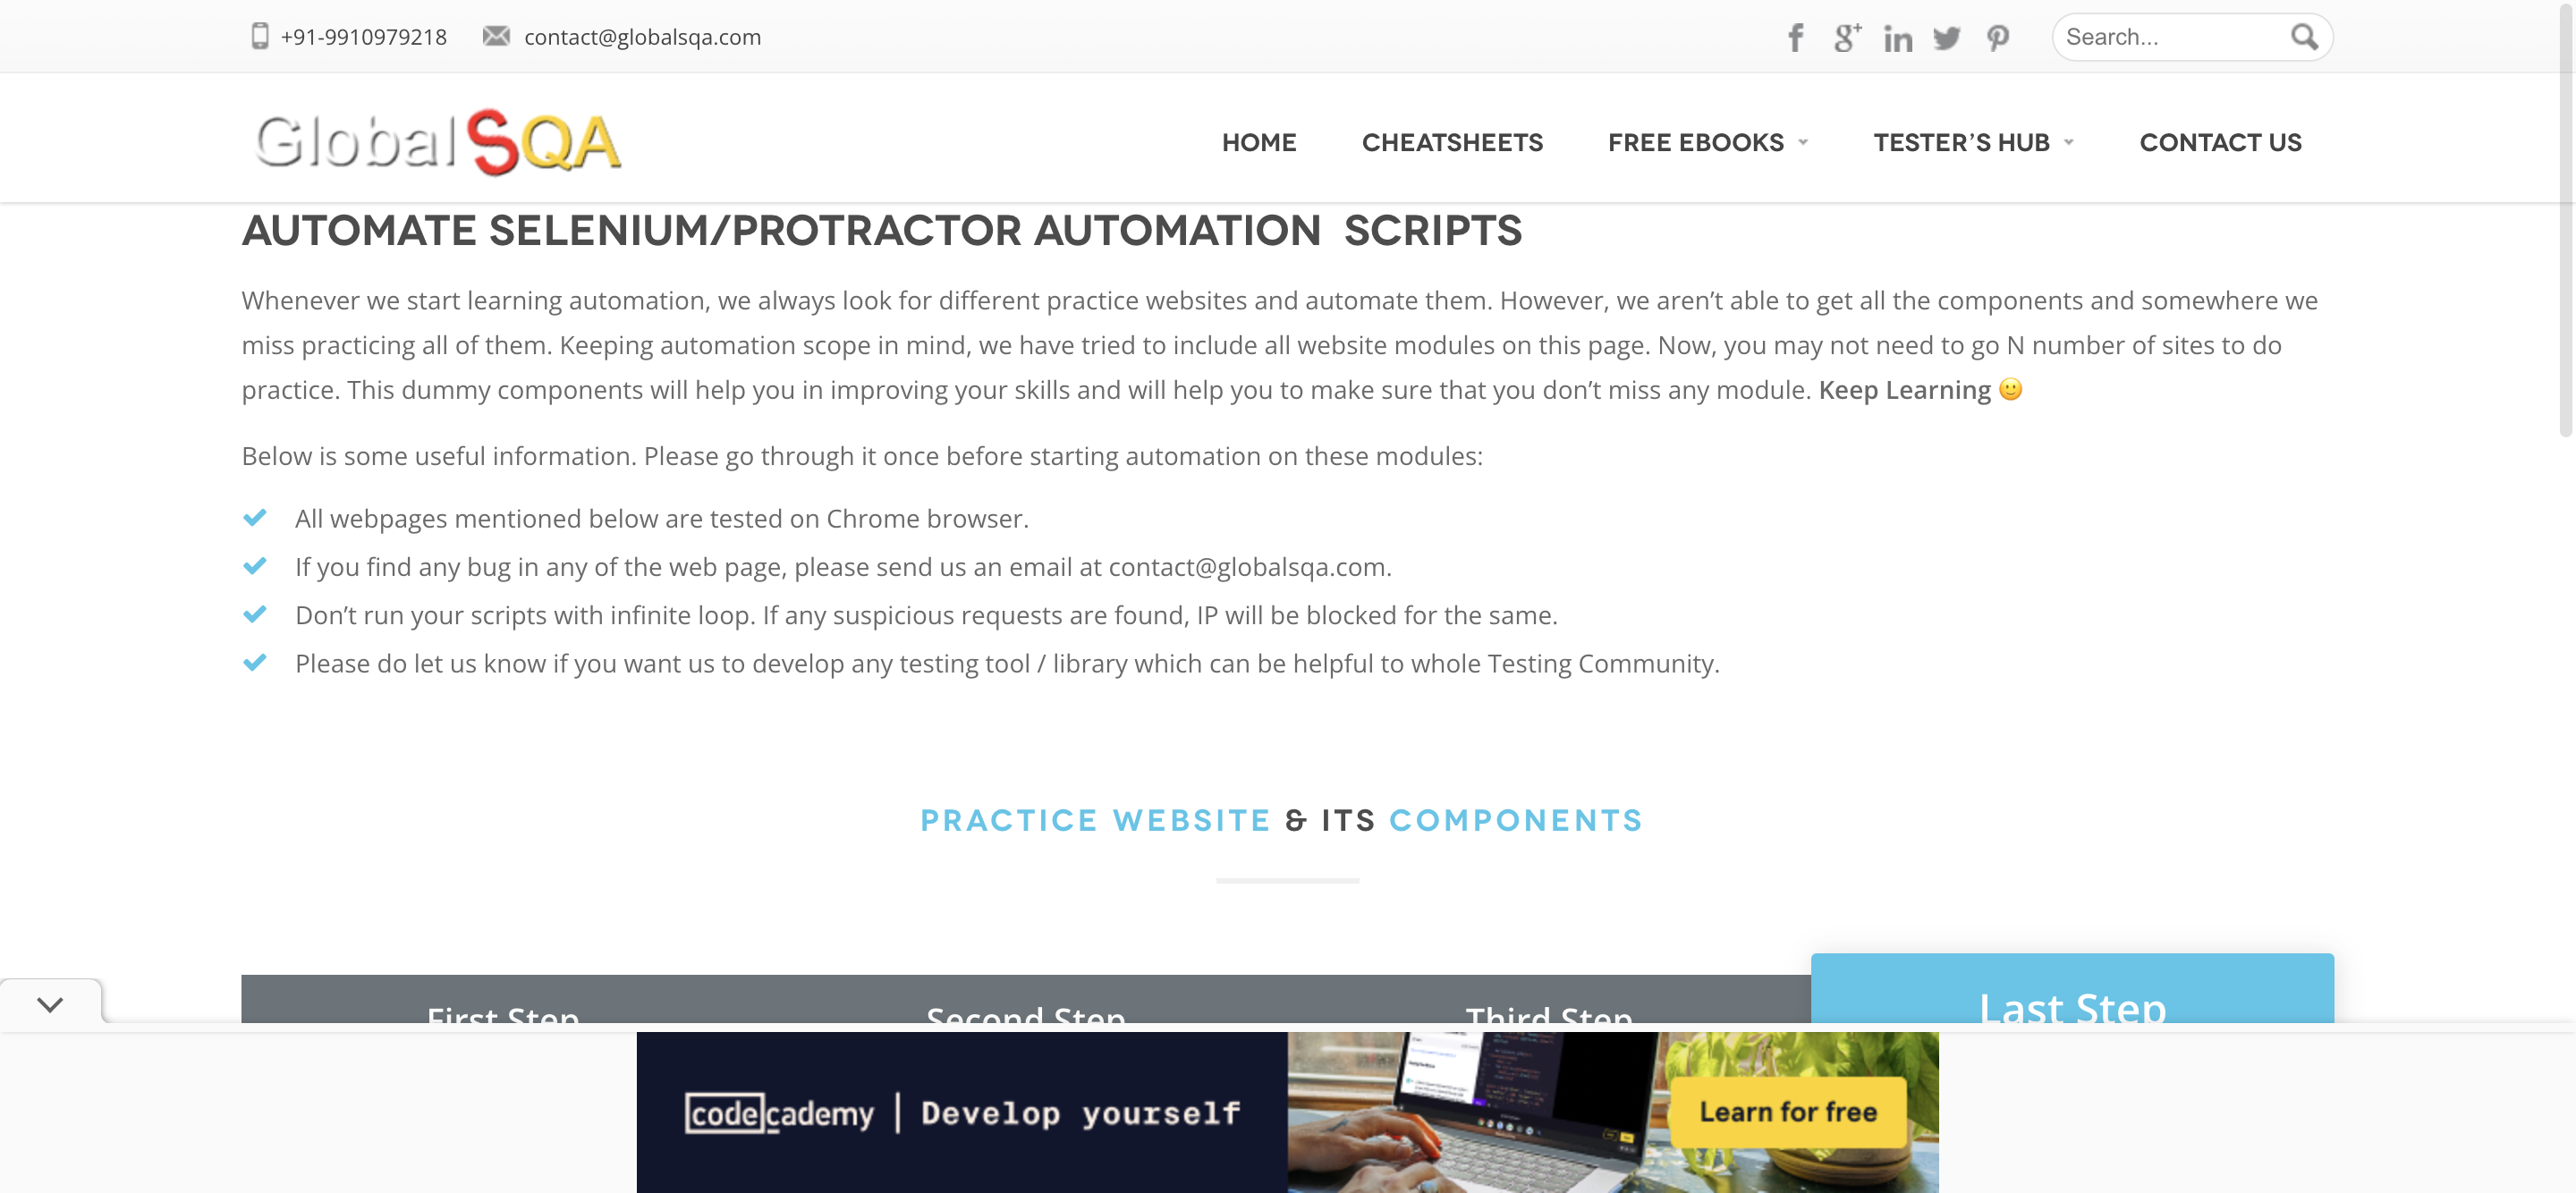 +91-9910979218 contact@globalsqa.com Search...
GlobalSQA HOME CHEATSHEETS FREE EBOOKS TESTER’S HUB CONTACT US
AUTOMATE SELENIUM/PROTRACTOR AUTOMATION SCRIPTS
Whenever we start learning automation, we always look for different practice websites and automate them. However, we aren’t able to get all the components and somewhere we
miss practicing all of them. Keeping automation scope in mind, we have tried to include all website modules on this page. Now, you may not need to go N number of sites to do
practice. This dummy components will help you in improving your skills and will help you to make sure that you don’t miss any module. Keep Learning 🙂
Below is some useful information. Please go through it once before starting automation on these modules:
All webpages mentioned below are tested on Chrome browser.
If you find any bug in any of the web page, please send us an email at contact@globalsqa.com.
Don’t run your scripts with infinite loop. If any suspicious requests are found, IP will be blocked for the same.
Please do let us know if you want us to develop any testing tool / library which can be helpful to whole Testing Community.
PRACTICE WEBSITE & ITS COMPONENTS
First Step Second Step Third Step Last Step
codecademy | Develop yourself Learn for free